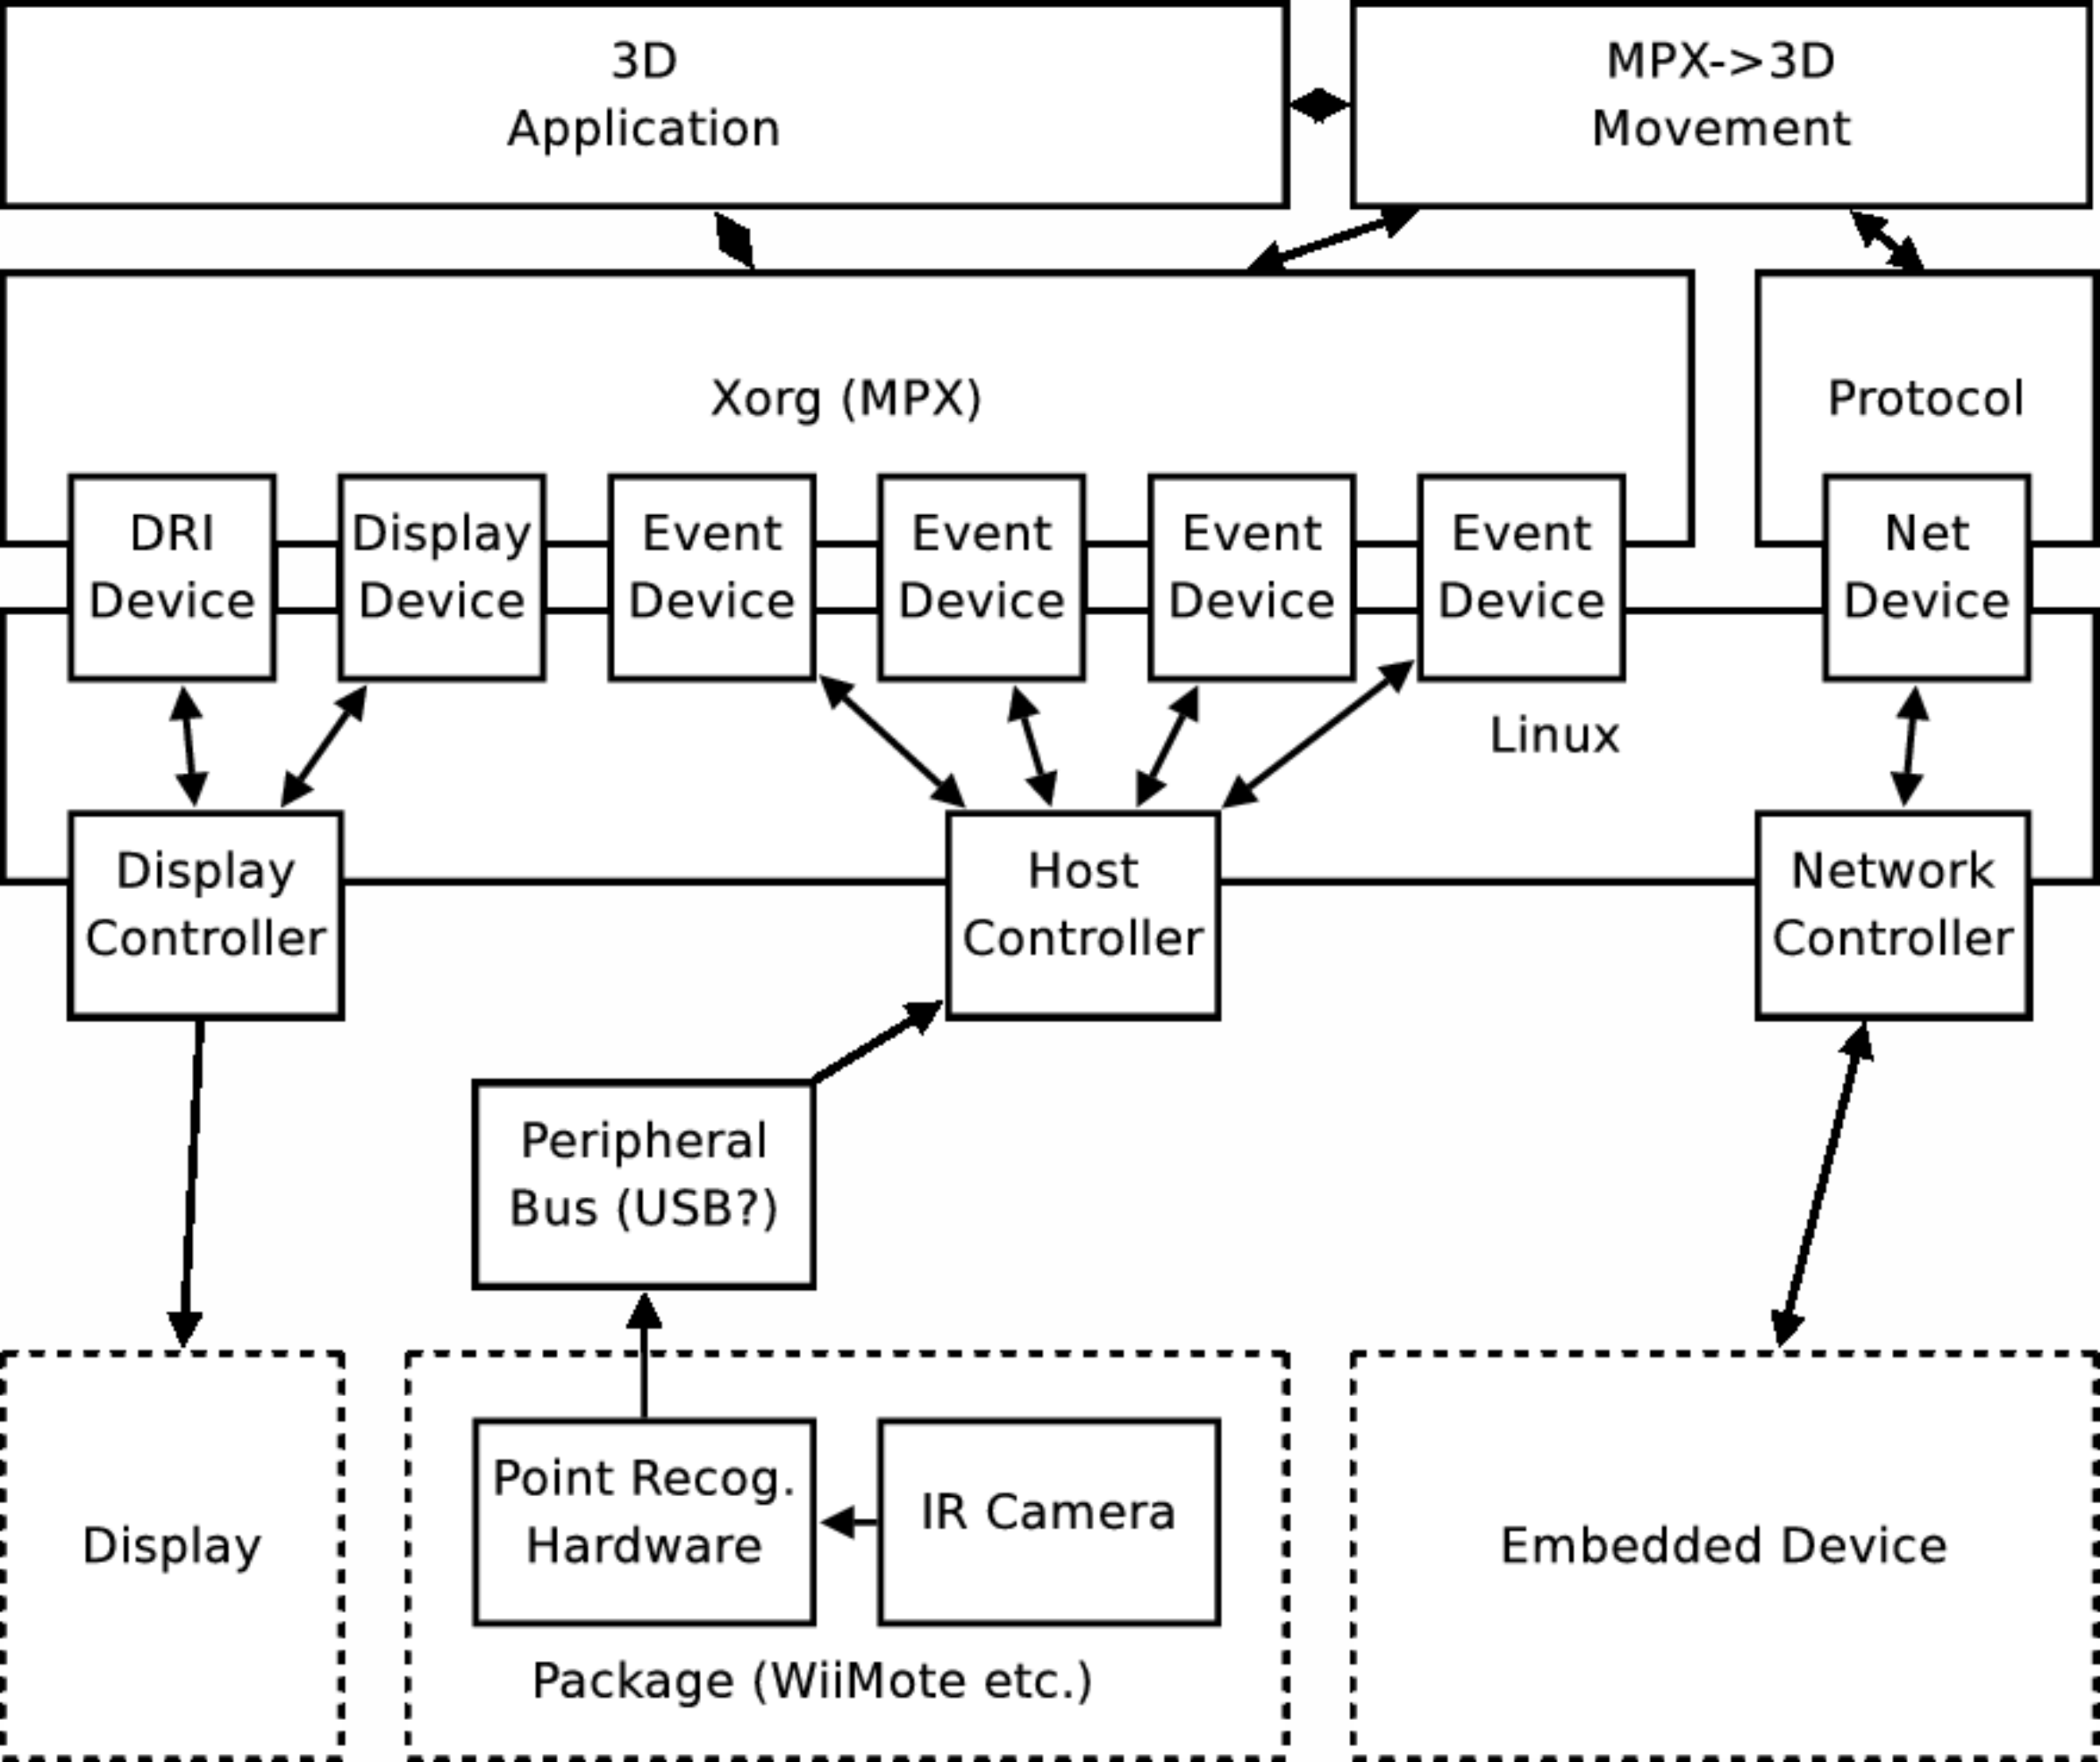 3D
Application
MPX->3D
Movement
Xorg (MPX)
Protocol
DRI
Device
Display
Device
Event
Device
Event
Device
Event
Device
Event
Device
Net
Device
Linux
Display
Controller
Host
Controller
Network
Controller
Peripheral
Bus (USB?)
Display
Point Recog.
Hardware
IR Camera
Package (WiiMote etc.)
Embedded Device